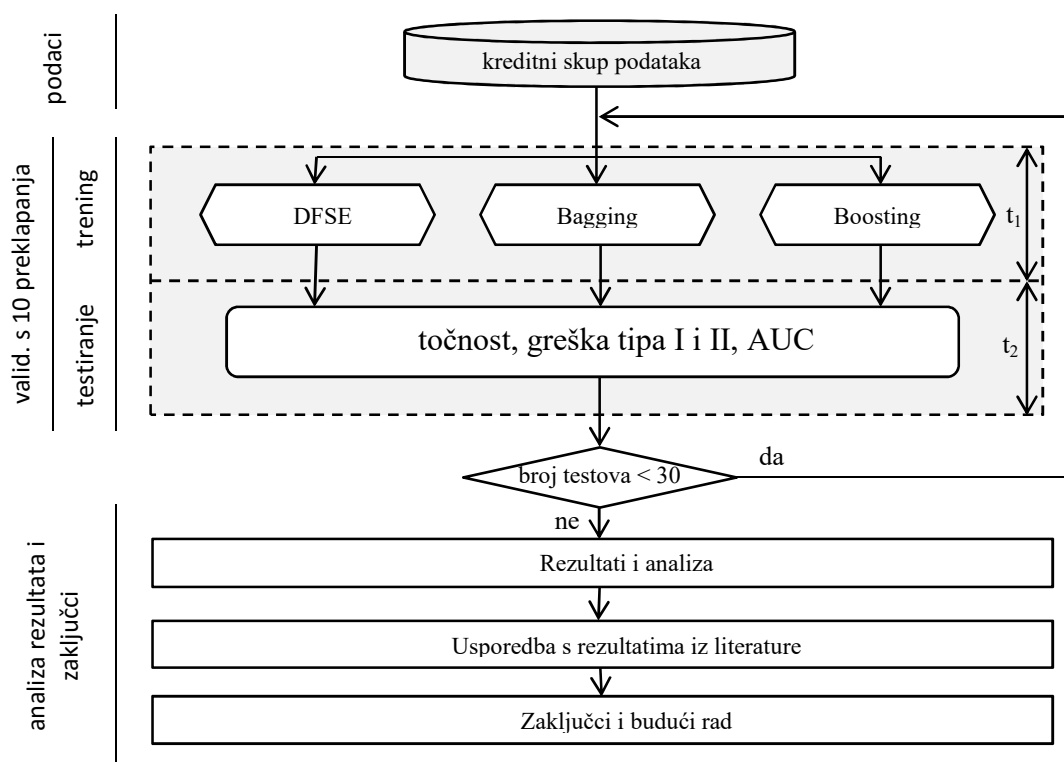 podaci
kreditni skup podataka
valid. s 10 preklapanja
trening
DFSE
Bagging
Boosting
t1
testiranje
točnost, greška tipa I i II, AUC
t2
broj testova < 30
da
ne
analiza rezultata i
zaključci
Rezultati i analiza
Usporedba s rezultatima iz literature
Zaključci i budući rad